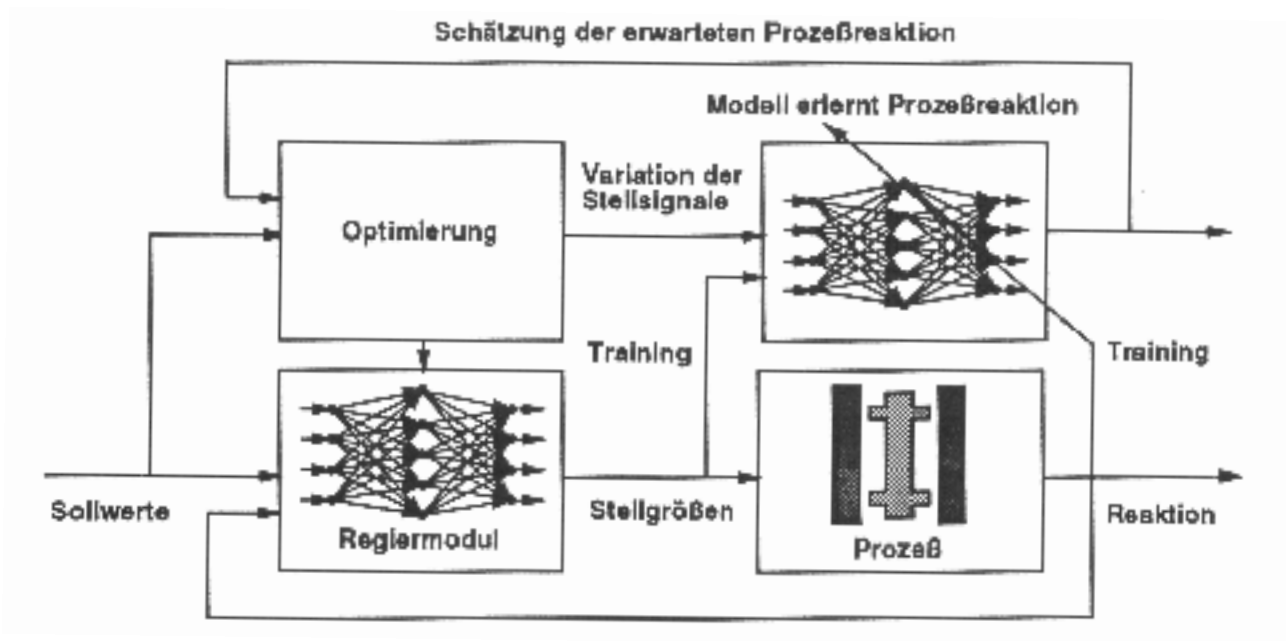 Schätzung der erwarteten Prozeßreaktion
Modell erlernt Prozeßreaktion
Variation der
Stellsignale
Optimierung
Training
Training
Sollwerte
Reglermodul
Stellgrößen
Prozeß
Reaktion